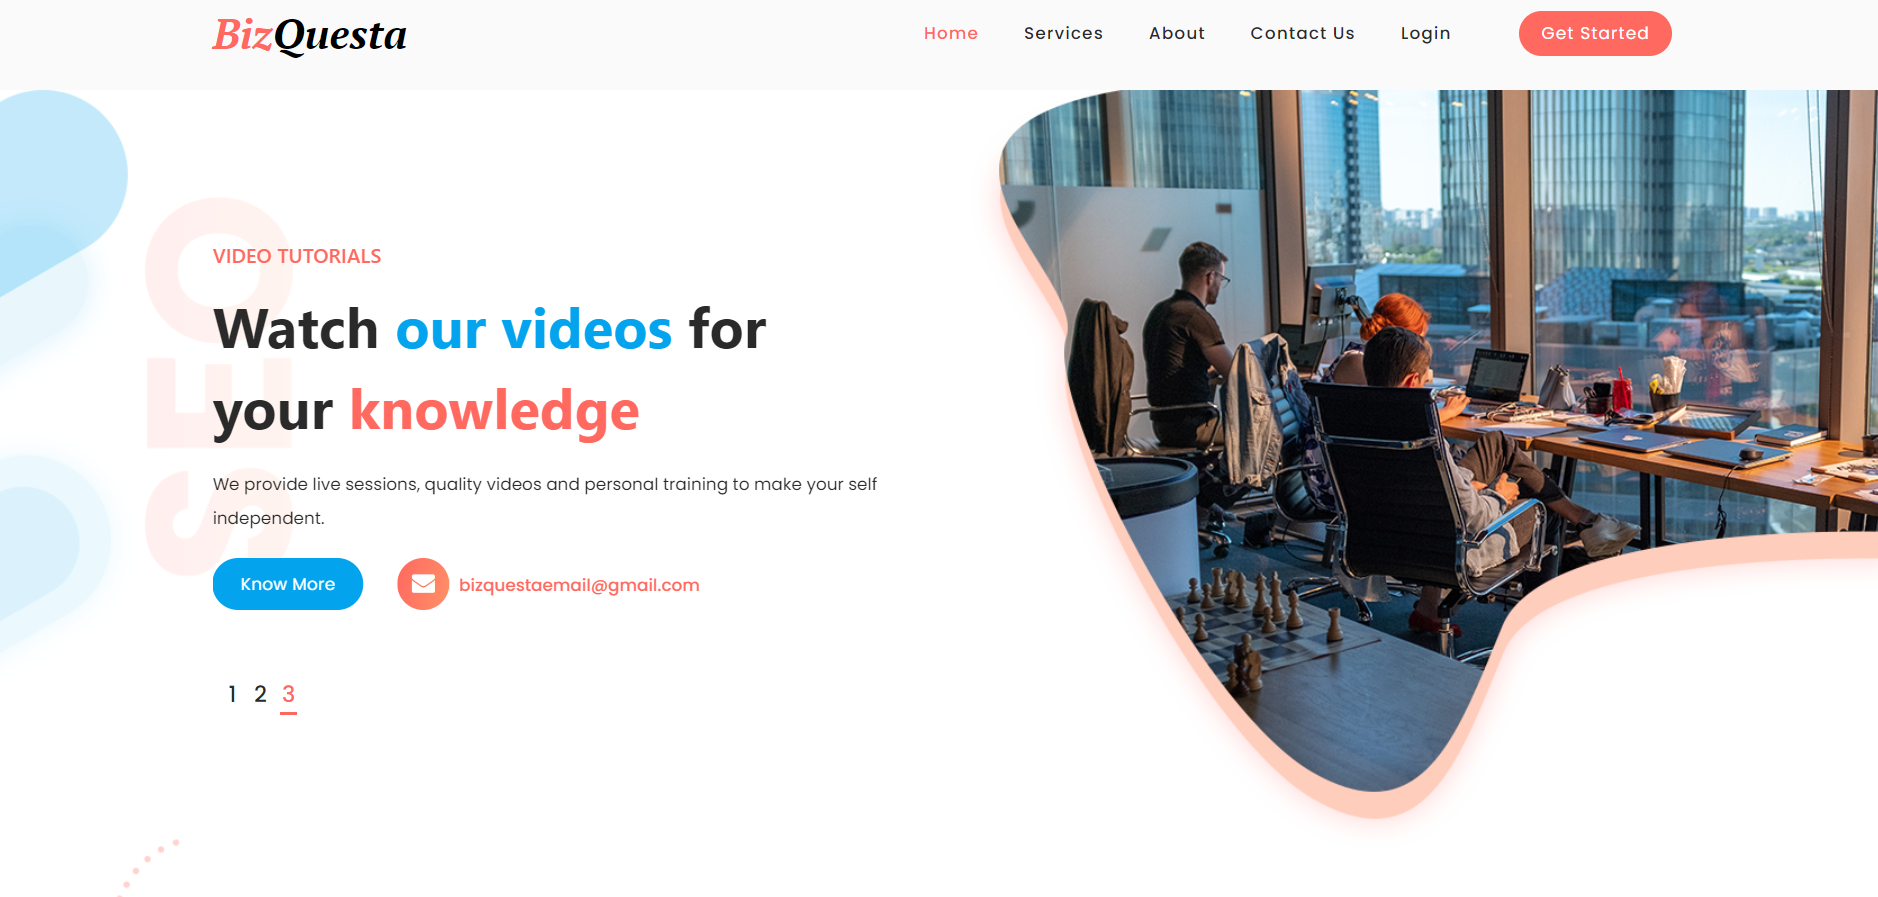 BizQuesta
Home Services About Contact Us Login Get Started
SEO
VIDEO TUTORIALS
Watch our videos for
your knowledge
We provide live sessions, quality videos and personal training to make your self
independent.
Know More bizquestaemail@gmail.com
1 2 3